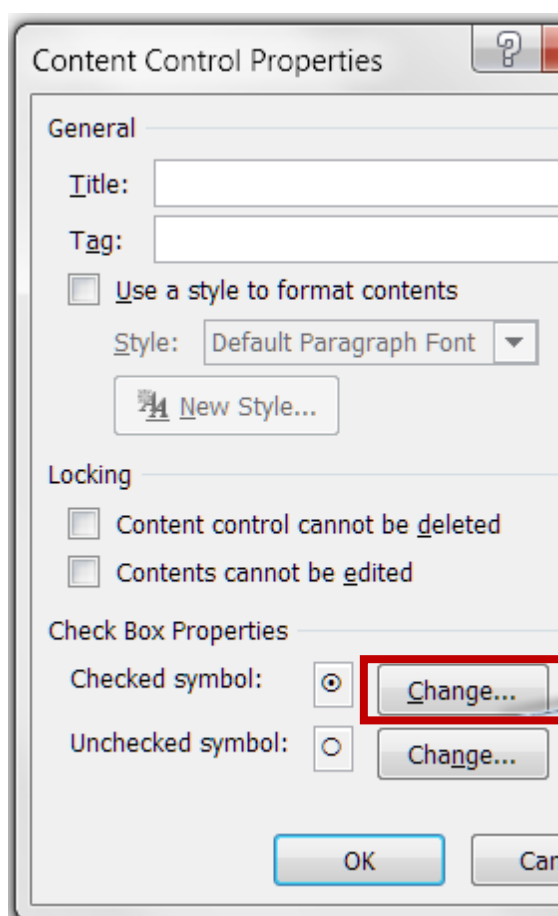 Content Control Properties
General
Title:
Tag:
Use a style to format contents
Style: Default Paragraph Font
New Style...
Locking
Content control cannot be deleted
Contents cannot be edited
Check Box Properties
Checked symbol: Change...
Unchecked symbol: Change...
OK